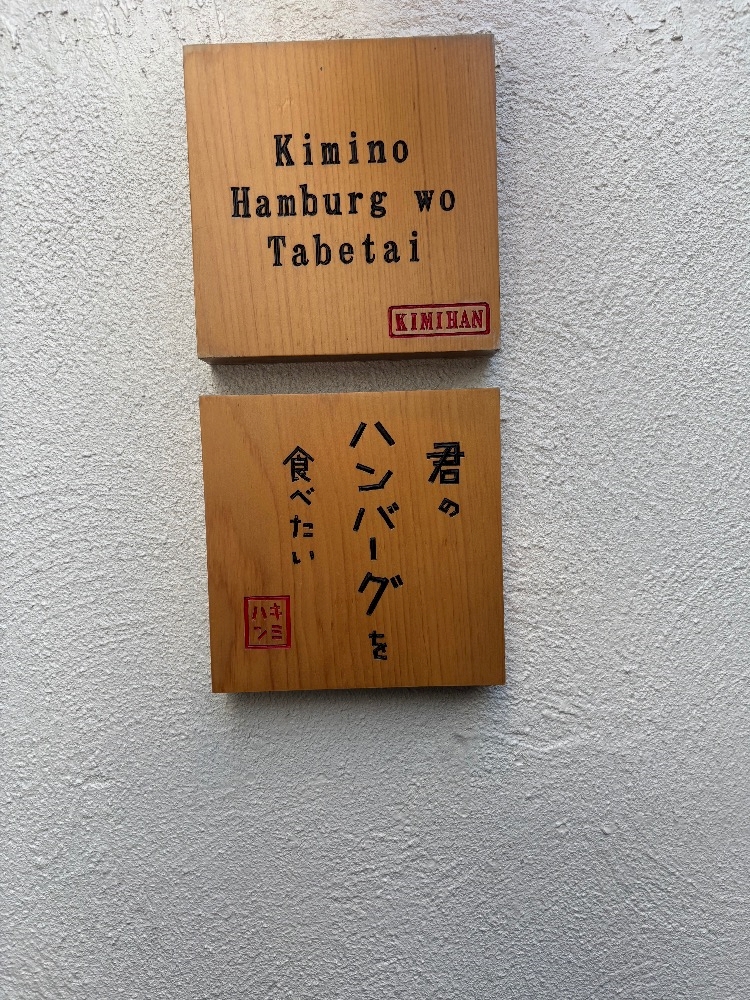 Kimino
Hamburg wo
Tabetai
KIMIHAN
君の
ハンバーグを
食べたい
キミ
ハン